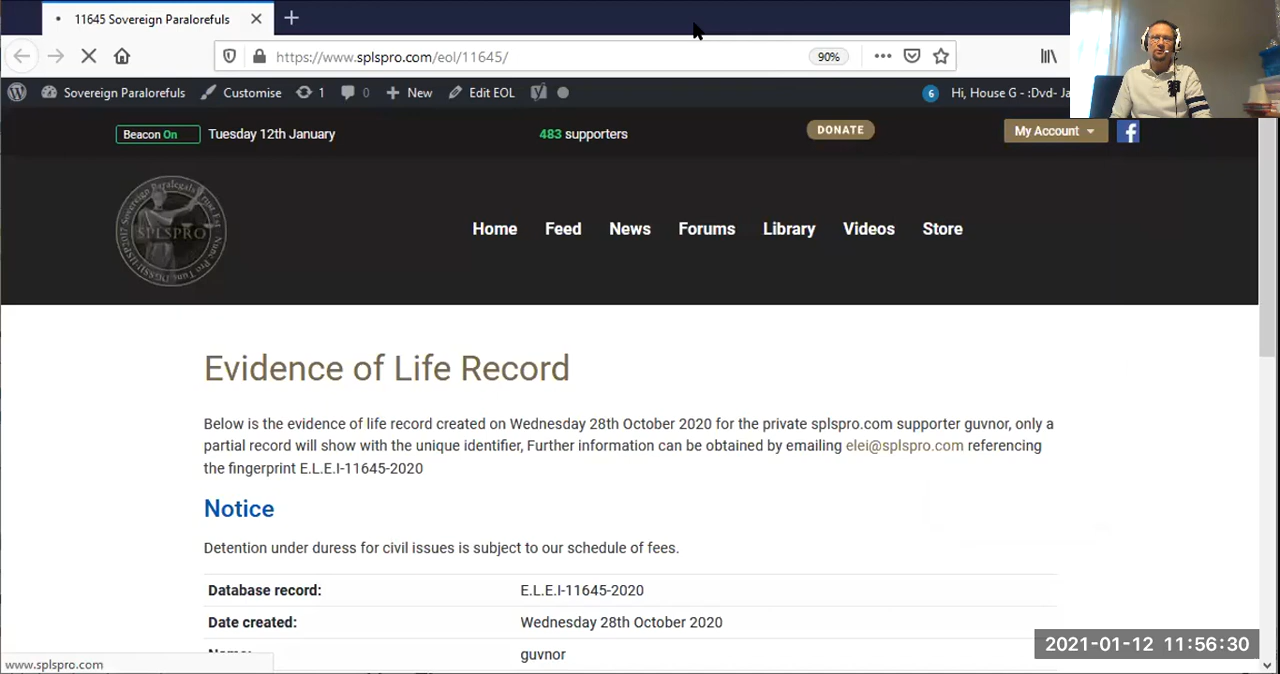 11645 Sovereign Paralorefuls
https://www.splspro.com/eol/11645/
90%
Sovereign Paralorefuls
Customise
1
0
New
Edit EOL
6
Hi, House G - :Dvd- Ja
Beacon On
Tuesday 12th January
483 supporters
DONATE
My Account
SPLSPRO
Home
Feed
News
Forums
Library
Videos
Store
Evidence of Life Record
Below is the evidence of life record created on Wednesday 28th October 2020 for the private splspro.com supporter guvnor, only a
partial record will show with the unique identifier, Further information can be obtained by emailing elei@splspro.com referencing
the fingerprint E.L.E.I-11645-2020
Notice
Detention under duress for civil issues is subject to our schedule of fees.
Database record: E.L.E.I-11645-2020
Date created: Wednesday 28th October 2020
Name: guvnor
2021-01-12 11:56:30
www.splspro.com